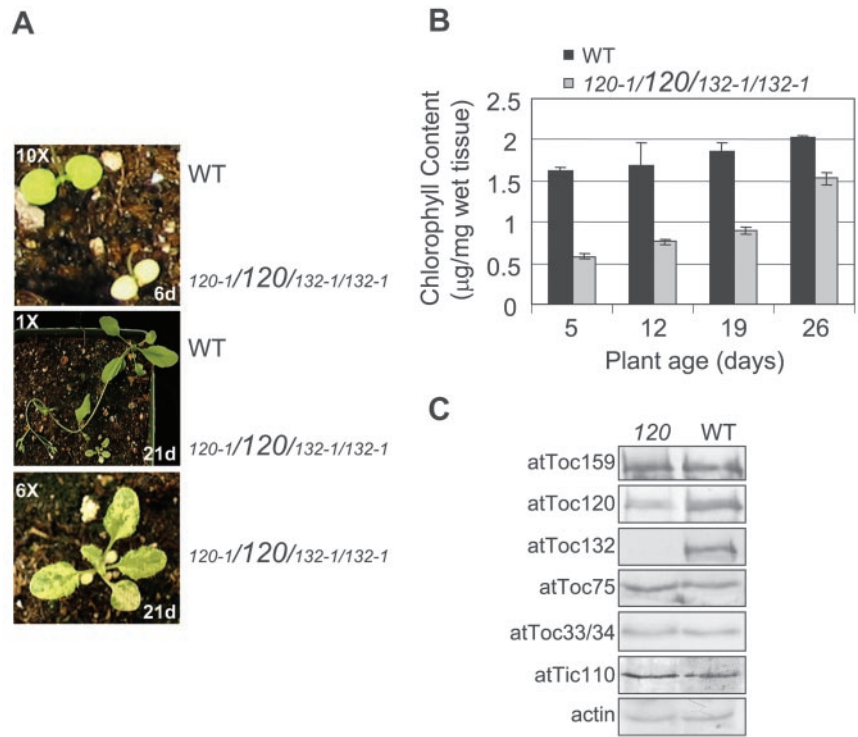 A
10X
WT
120-1/120/132-1/132-1
6d
1X
WT
120-1/120/132-1/132-1
21d
6X
120-1/120/132-1/132-1
21d
B
WT
120-1/120/132-1/132-1
Chlorophyll Content
(µg/mg wet tissue)
2.5
2
1.5
1
0.5
0
5 12 19 26
Plant age (days)
C
120 WT
atToc159
atToc120
atToc132
atToc75
atToc33/34
atTic110
actin